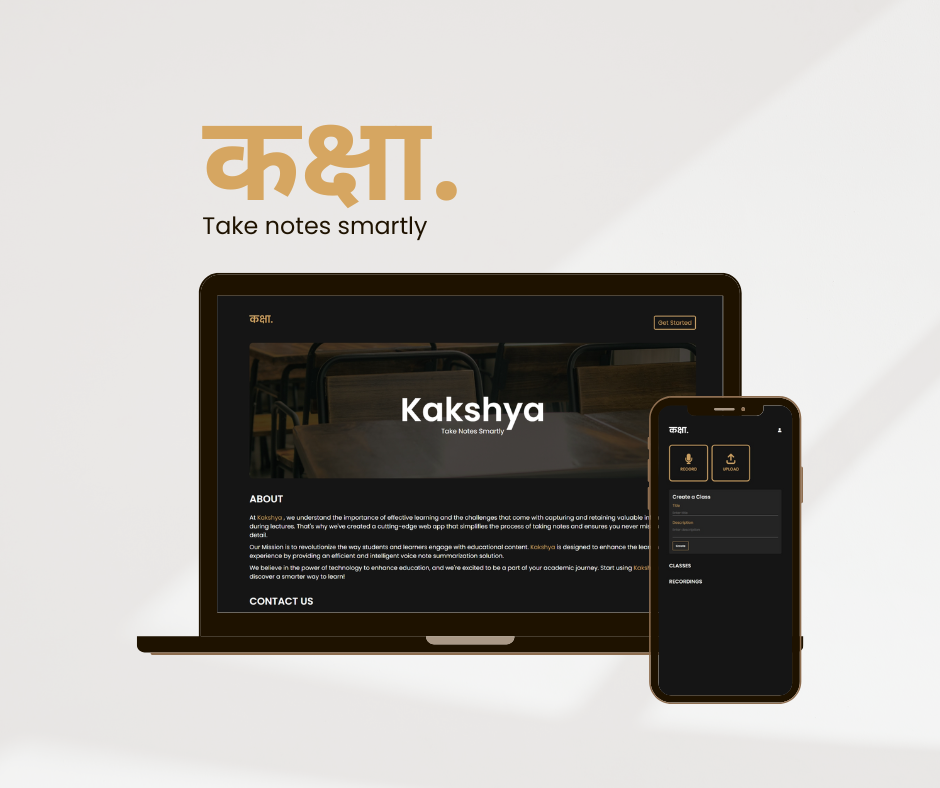 कक्षा.
Take notes smartly
कक्षा.
Get Started
Kakshya
Take Notes Smartly
ABOUT
At Kakshya , we understand the importance of effective learning and the challenges that come with capturing and retaining valuable in
during lectures. That's why we've created a cutting-edge web app that simplifies the process of taking notes and ensures you never mis
detail.
Our Mission is to revolutionize the way students and learners engage with educational content. Kakshya is designed to enhance the lea
experience by providing an efficient and intelligent voice note summarization solution.
We believe in the power of technology to enhance education, and we're excited to be a part of your academic journey. Start using Kaks
discover a smarter way to learn!
CONTACT US
कक्षा.
RECORD
UPLOAD
Create a Class
Title
Description
CLASSES
RECORDINGS